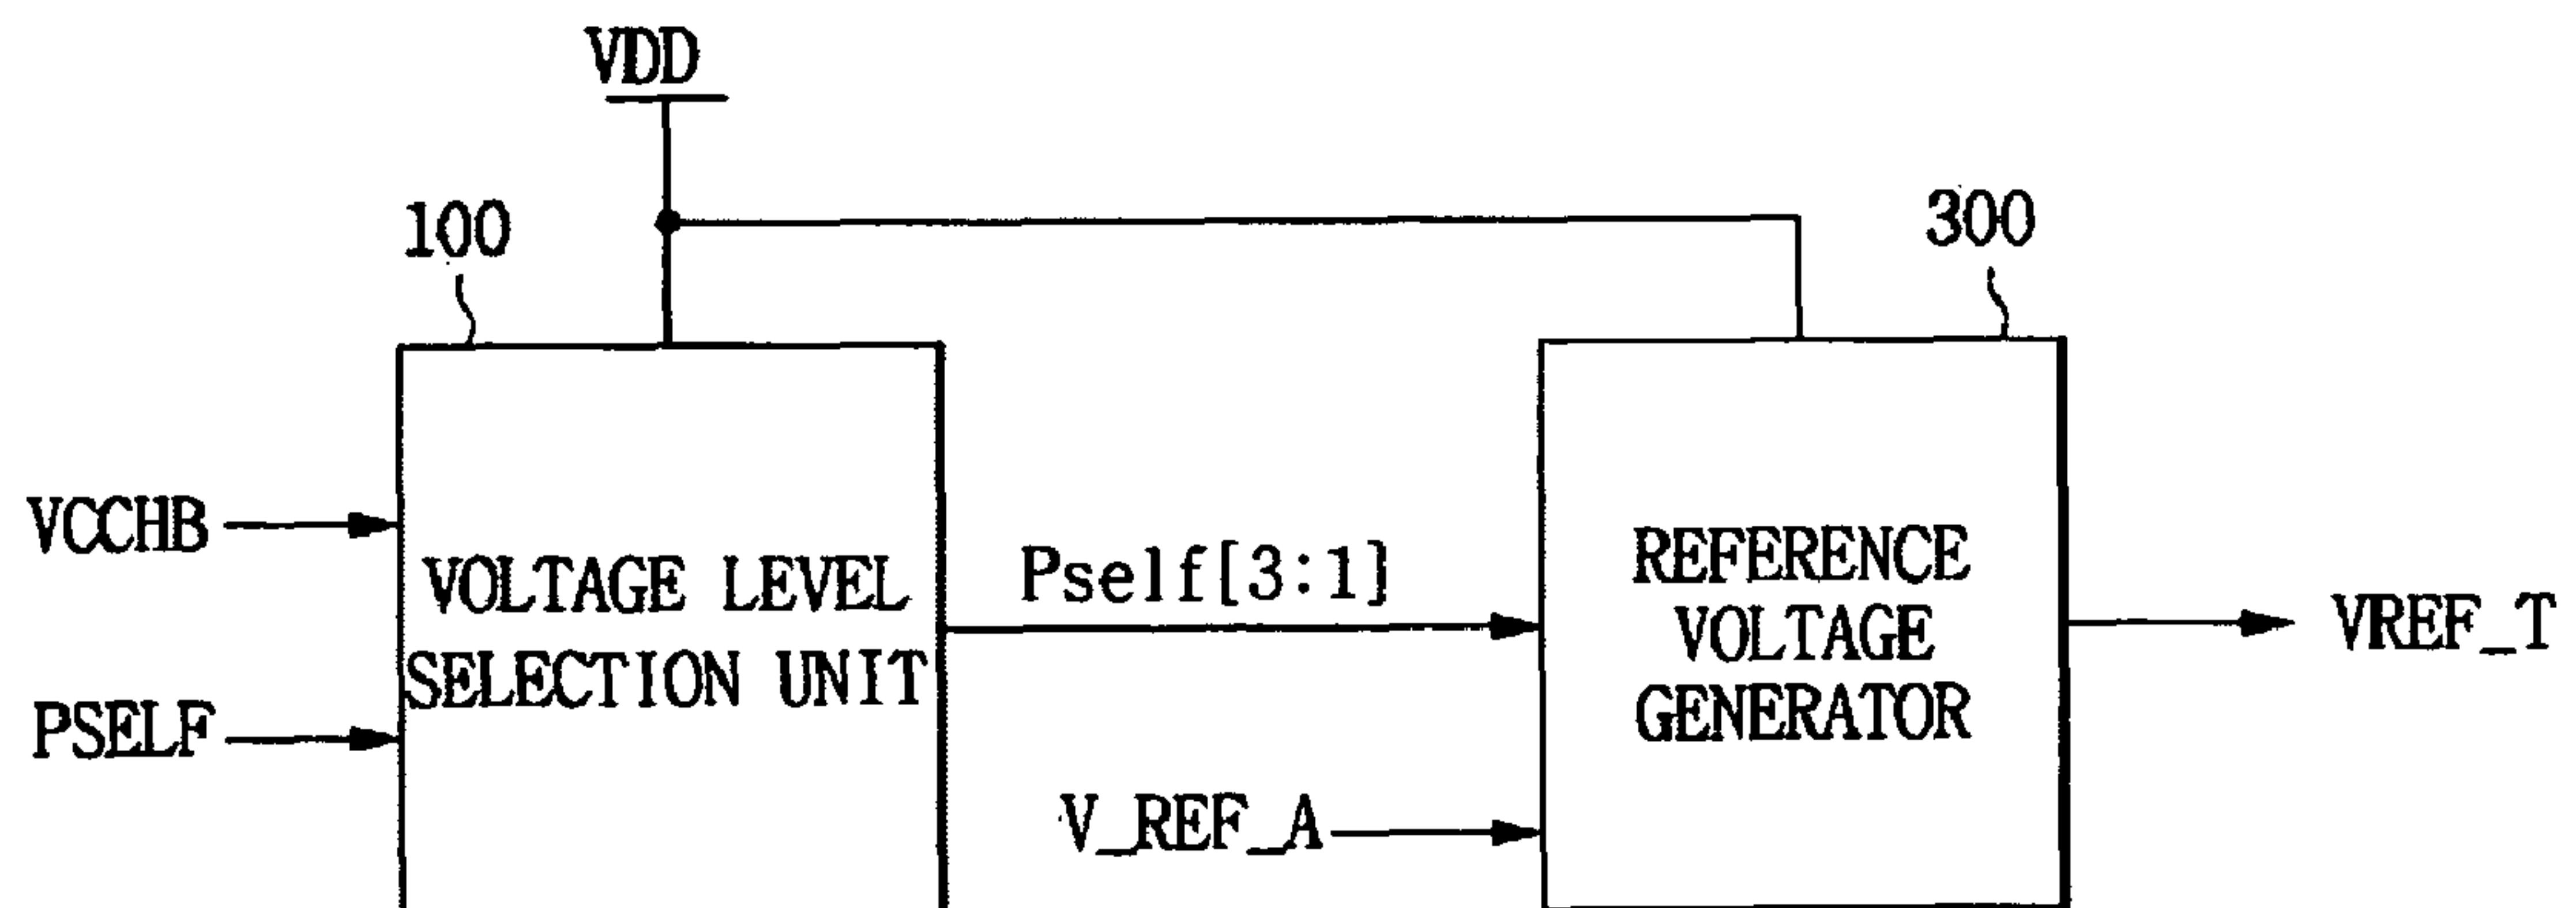 VDD
100
300
VCCHB
PSELF
VOLTAGE LEVEL
SELECTION UNIT
Pself[3:1]
V_REF_A
REFERENCE
VOLTAGE
GENERATOR
VREF_T